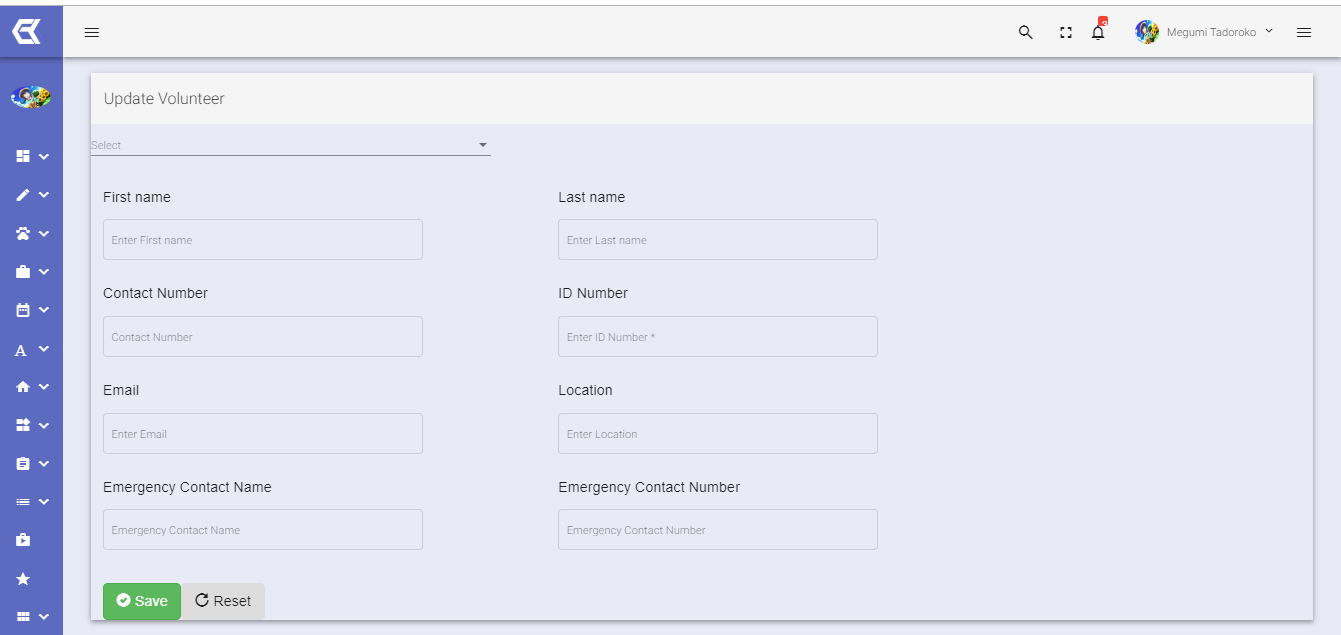 3
Megumi Tadoroko
Update Volunteer
Select
First name
Last name
Enter First name
Enter Last name
Contact Number
ID Number
Contact Number
Enter ID Number *
Email
Location
Enter Email
Enter Location
A
Emergency Contact Name
Emergency Contact Number
Emergency Contact Name
Emergency Contact Number
Save
Reset